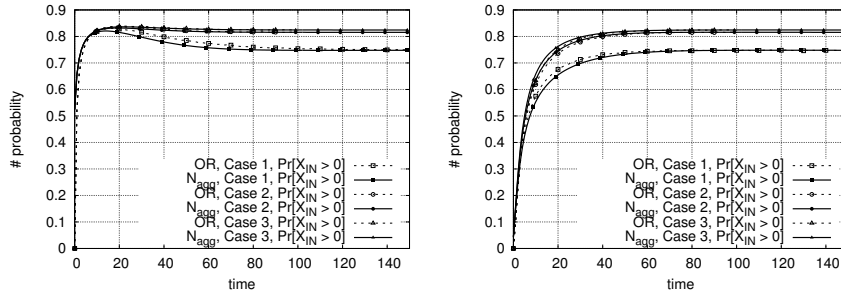 # probability
0.9
0.8
0.7
0.6
0.5
0.4
0.3
0.2
0.1
0
OR, Case 1, Pr[X_IN > 0]
N_agg, Case 1, Pr[X_IN > 0]
OR, Case 2, Pr[X_IN > 0]
N_agg, Case 2, Pr[X_IN > 0]
OR, Case 3, Pr[X_IN > 0]
N_agg, Case 3, Pr[X_IN > 0]
0 20 40 60 80 100 120 140
time
# probability
0.9
0.8
0.7
0.6
0.5
0.4
0.3
0.2
0.1
0
OR, Case 1, Pr[X_IN > 0]
N_agg, Case 1, Pr[X_IN > 0]
OR, Case 2, Pr[X_IN > 0]
N_agg, Case 2, Pr[X_IN > 0]
OR, Case 3, Pr[X_IN > 0]
N_agg, Case 3, Pr[X_IN > 0]
0 20 40 60 80 100 120 140
time